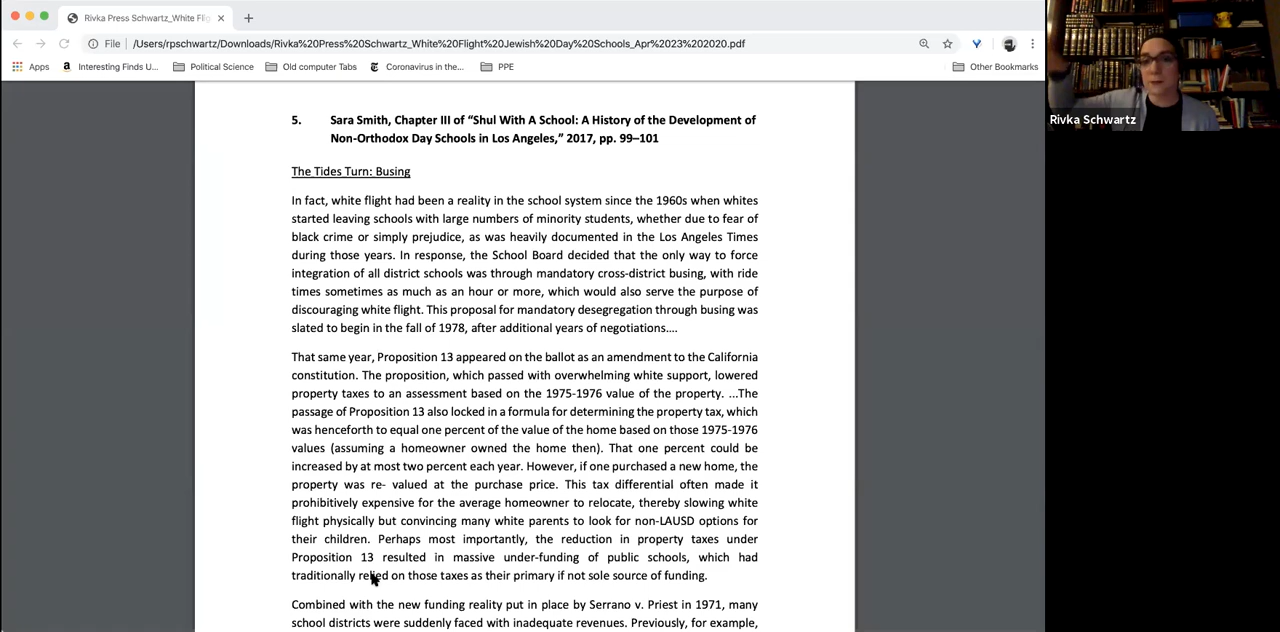 Rivka Press Schwartz_White Fli
File
/Users/rpschwartz/Downloads/Rivka%20Press%20Schwartz_White%20Flight%20Jewish%20Day%20Schools_Apr%2023%202020.pdf
Apps
Interesting Finds U...
Political Science
Old computer Tabs
Coronavirus in the...
PPE
Other Bookmarks
Rivka Schwartz
5. Sara Smith, Chapter III of “Shul With A School: A History of the Development of
Non-Orthodox Day Schools in Los Angeles,” 2017, pp. 99–101
The Tides Turn: Busing
In fact, white flight had been a reality in the school system since the 1960s when whites
started leaving schools with large numbers of minority students, whether due to fear of
black crime or simply prejudice, as was heavily documented in the Los Angeles Times
during those years. In response, the School Board decided that the only way to force
integration of all district schools was through mandatory cross-district busing, with ride
times sometimes as much as an hour or more, which would also serve the purpose of
discouraging white flight. This proposal for mandatory desegregation through busing was
slated to begin in the fall of 1978, after additional years of negotiations....
That same year, Proposition 13 appeared on the ballot as an amendment to the California
constitution. The proposition, which passed with overwhelming white support, lowered
property taxes to an assessment based on the 1975-1976 value of the property. ...The
passage of Proposition 13 also locked in a formula for determining the property tax, which
was henceforth to equal one percent of the value of the home based on those 1975-1976
values (assuming a homeowner owned the home then). That one percent could be
increased by at most two percent each year. However, if one purchased a new home, the
property was re- valued at the purchase price. This tax differential often made it
prohibitively expensive for the average homeowner to relocate, thereby slowing white
flight physically but convincing many white parents to look for non-LAUSD options for
their children. Perhaps most importantly, the reduction in property taxes under
Proposition 13 resulted in massive under-funding of public schools, which had
traditionally relied on those taxes as their primary if not sole source of funding.
Combined with the new funding reality put in place by Serrano v. Priest in 1971, many
school districts were suddenly faced with inadequate revenues. Previously, for example,